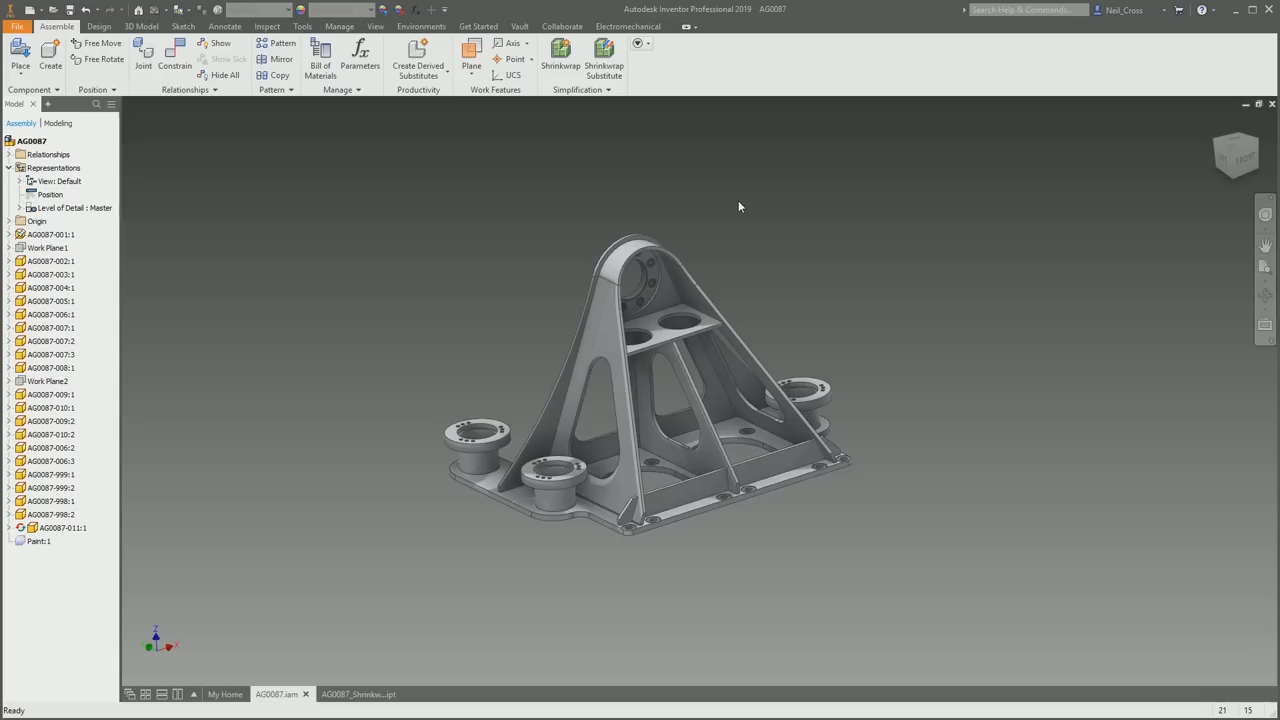 Autodesk Inventor Professional 2019 AG0087
Search Help & Commands...
Neil_Cross
File Assemble Design 3D Model Sketch Annotate Inspect Tools Manage View Environments Get Started Vault Collaborate Electromechanical
Place
Create
Component
Free Move
Free Rotate
Position
Joint
Constrain
Show
Show Sick
Hide All
Relationships
Pattern
Mirror
Copy
Pattern
Bill of
Materials
Parameters
Manage
Create Derived
Substitutes
Productivity
Plane
Axis
Point
UCS
Work Features
Shrinkwrap
Shrinkwrap
Substitute
Simplification
Model
Assembly Modeling
AG0087
Relationships
Representations
View: Default
Position
Level of Detail : Master
Origin
AG0087-001:1
Work Plane1
AG0087-002:1
AG0087-003:1
AG0087-004:1
AG0087-005:1
AG0087-006:1
AG0087-007:1
AG0087-007:2
AG0087-007:3
AG0087-008:1
Work Plane2
AG0087-009:1
AG0087-010:1
AG0087-009:2
AG0087-010:2
AG0087-006:2
AG0087-006:3
AG0087-999:1
AG0087-999:2
AG0087-998:1
AG0087-998:2
AG0087-011:1
Paint:1
FRONT
Z
X
My Home AG0087.iam AG0087_Shrinkw...ipt
Ready
21 15